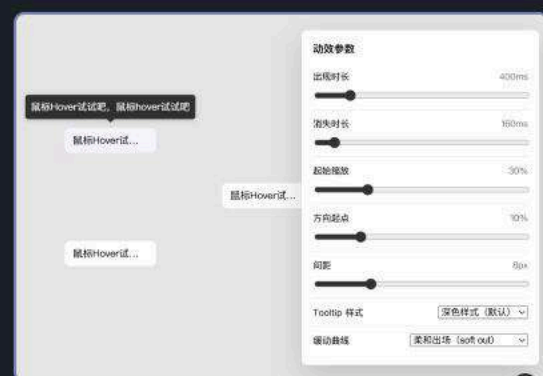 鼠标Hover试试吧，鼠标hover试试吧
鼠标Hover试...
鼠标Hover试...
鼠标Hover试...
动效参数
出现时长 400ms
消失时长 160ms
起始缩放 30%
方向起点 10%
间距 8px
Tooltip 样式 深色样式（默认）
缓动曲线 柔和出场（soft out）